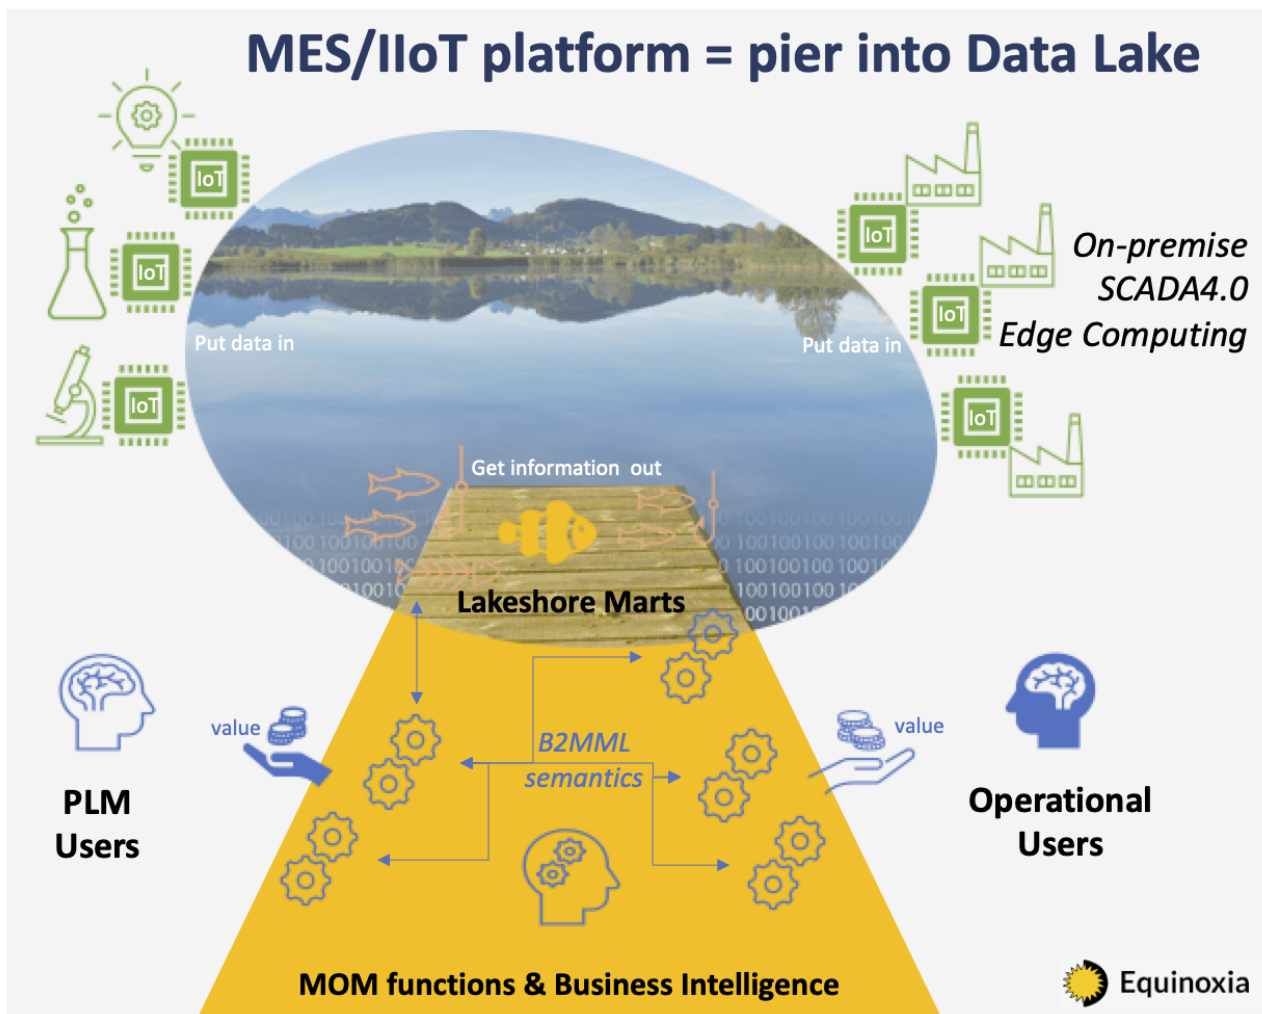 MES/IIoT platform = pier into Data Lake
IoT
IoT
IoT
IoT
IoT
IoT
On-premise
SCADA4.0
Edge Computing
Put data in
Put data in
Get information out
Lakeshore Marts
value
value
B2MML
semantics
PLM
Users
Operational
Users
MOM functions & Business Intelligence
Equinoxia